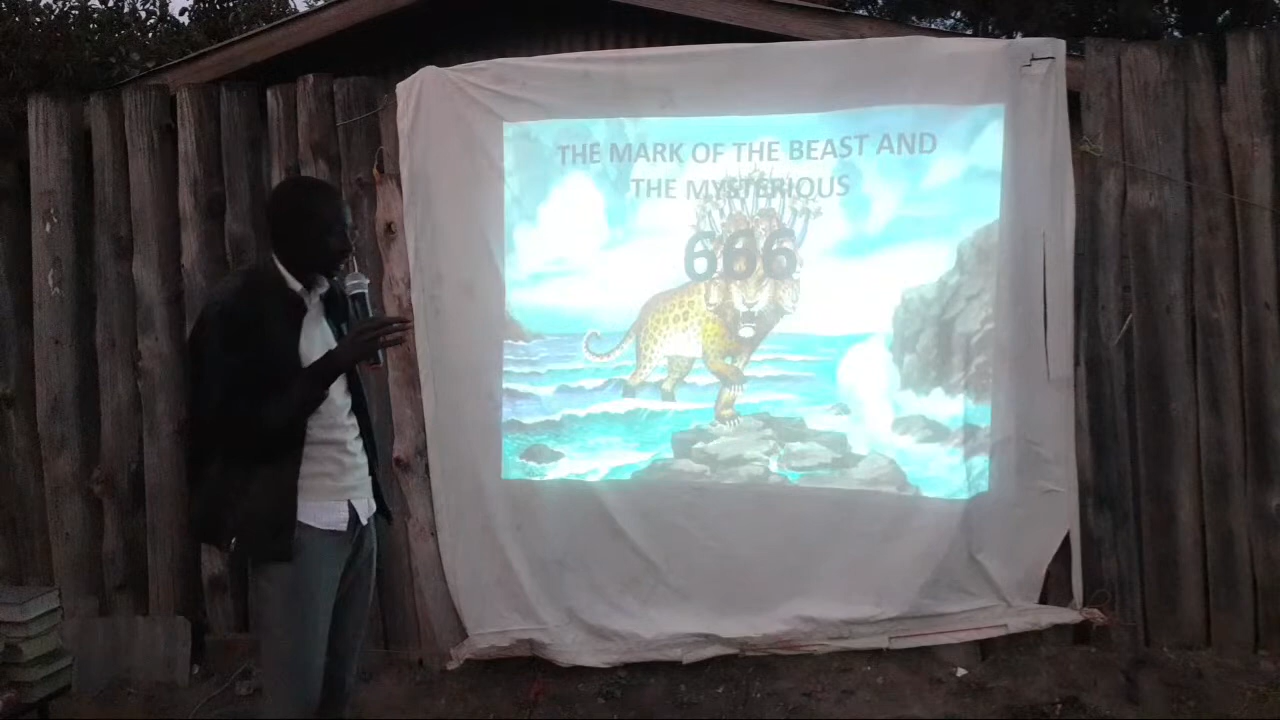 THE MARK OF THE BEAST AND
THE MYSTERIOUS
666